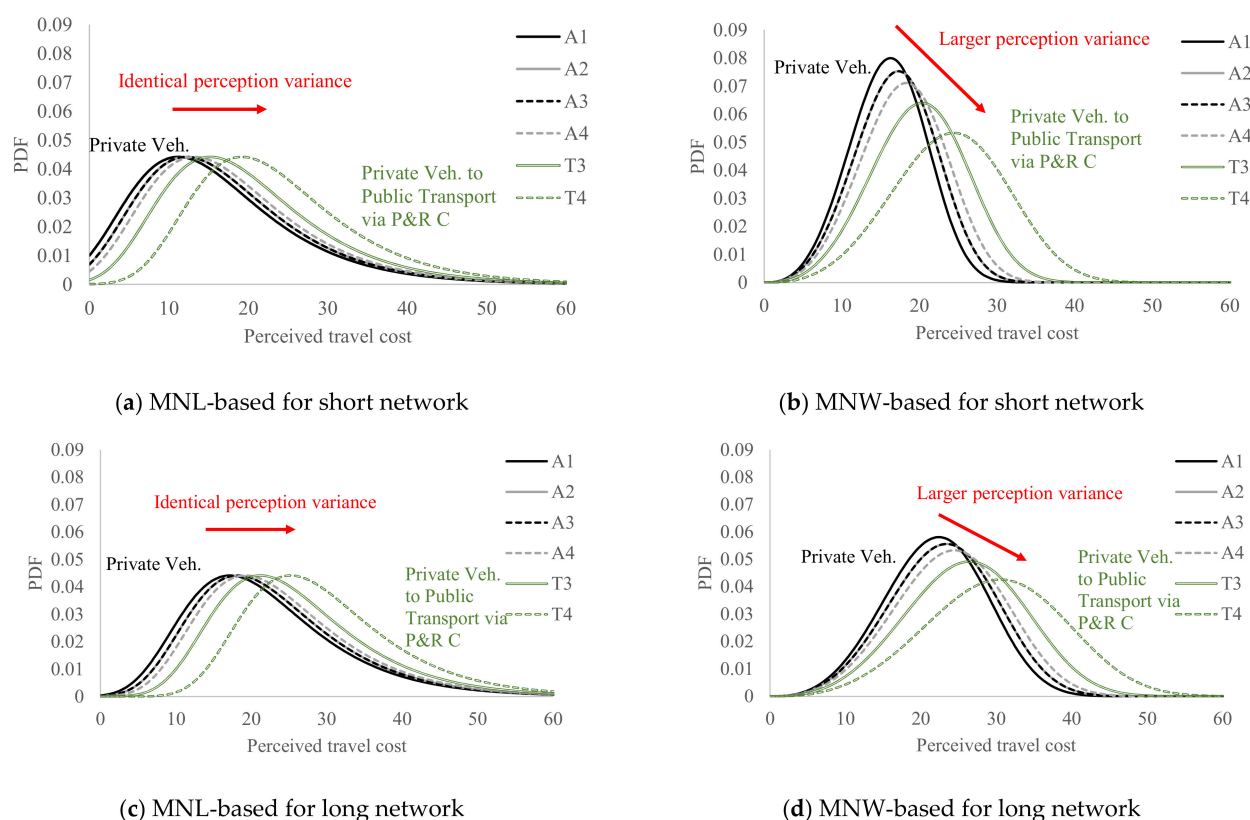 0.09
0.08
0.07
0.06
0.05
0.04
0.03
0.02
0.01
0
PDF
0
10
20
30
40
50
60
Perceived travel cost
Identical perception variance
Private Veh.
Private Veh. to
Public Transport
via P&R C
A1
A2
A3
A4
T3
T4
(a) MNL-based for short network
0.09
0.08
0.07
0.06
0.05
0.04
0.03
0.02
0.01
0
PDF
0
10
20
30
40
50
60
Perceived travel cost
Larger perception variance
Private Veh.
Private Veh. to
Public Transport
via P&R C
A1
A2
A3
A4
T3
T4
(b) MNW-based for short network
0.09
0.08
0.07
0.06
0.05
0.04
0.03
0.02
0.01
0
PDF
0
10
20
30
40
50
60
Perceived travel cost
Identical perception variance
Private Veh.
Private Veh.
to Public
Transport via
P&R C
A1
A2
A3
A4
T3
T4
(c) MNL-based for long network
0.09
0.08
0.07
0.06
0.05
0.04
0.03
0.02
0.01
0
PDF
0
10
20
30
40
50
60
Perceived travel cost
Larger perception variance
Private Veh.
Private Veh.
to Public
Transport via
P&R C
A1
A2
A3
A4
T3
T4
(d) MNW-based for long network